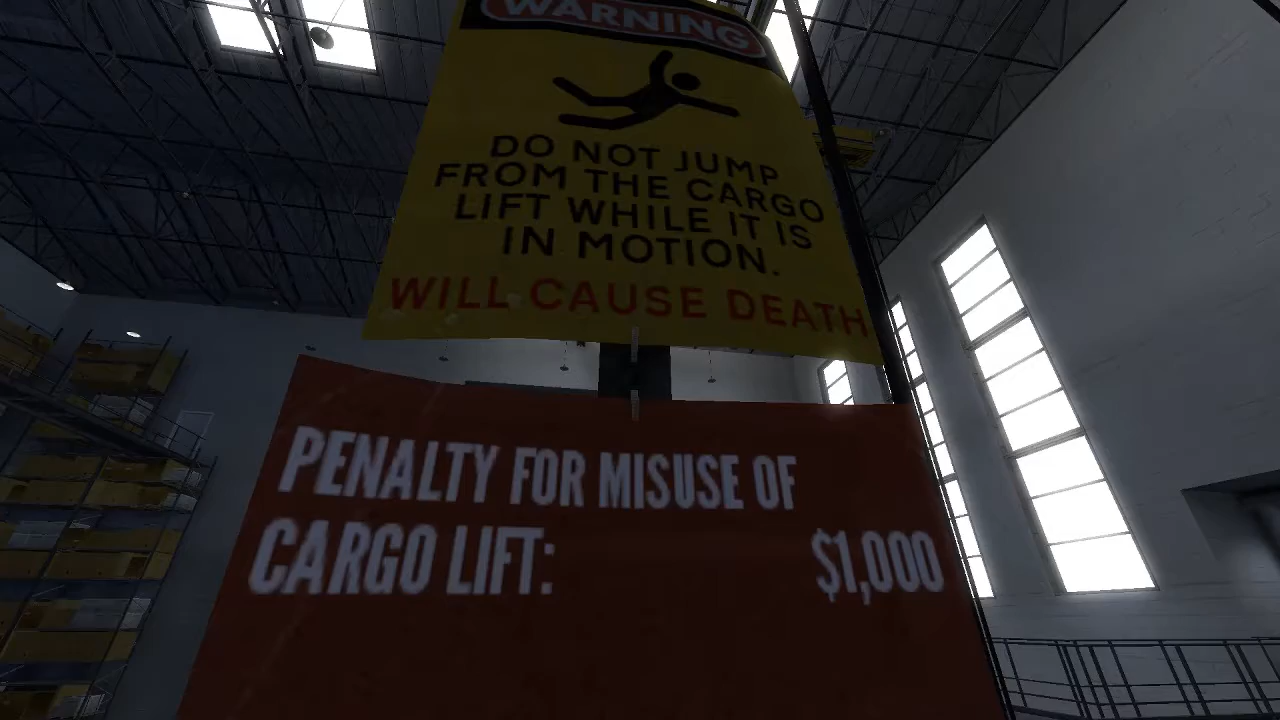 WARNING
DO NOT JUMP
FROM THE CARGO
LIFT WHILE IT IS
IN MOTION.
WILL CAUSE DEATH
PENALTY FOR MISUSE OF
CARGO LIFT: $1,000